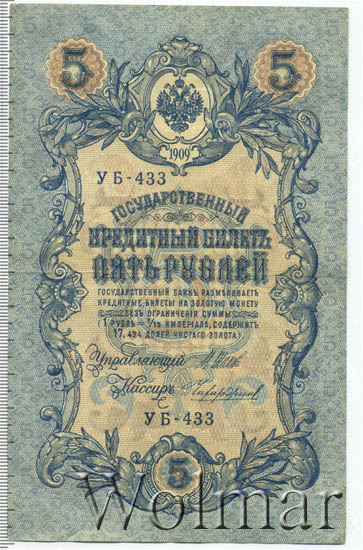 5 5
1909
УБ-433
ГОСУДАРСТВЕННЫЙ
КРЕДИТНЫЙ БИЛЕТЪ
ПЯТЬ РУБЛЕЙ
ГОСУДАРСТВЕННЫЙ БАНКЪ РАЗМѢНИВАЕТЪ
КРЕДИТНЫЕ БИЛЕТЫ НА ЗОЛОТУЮ МОНЕТУ
БЕЗЪ ОГРАНИЧЕНІЯ СУММЫ
(1 РУБЛЬ = 1/15 ИМПЕРІАЛА, СОДЕРЖИТЪ
17,424 ДОЛЕЙ ЧИСТАГО ЗОЛОТА)
Управляющій
Кассиръ
УБ-433
5
Wolmar